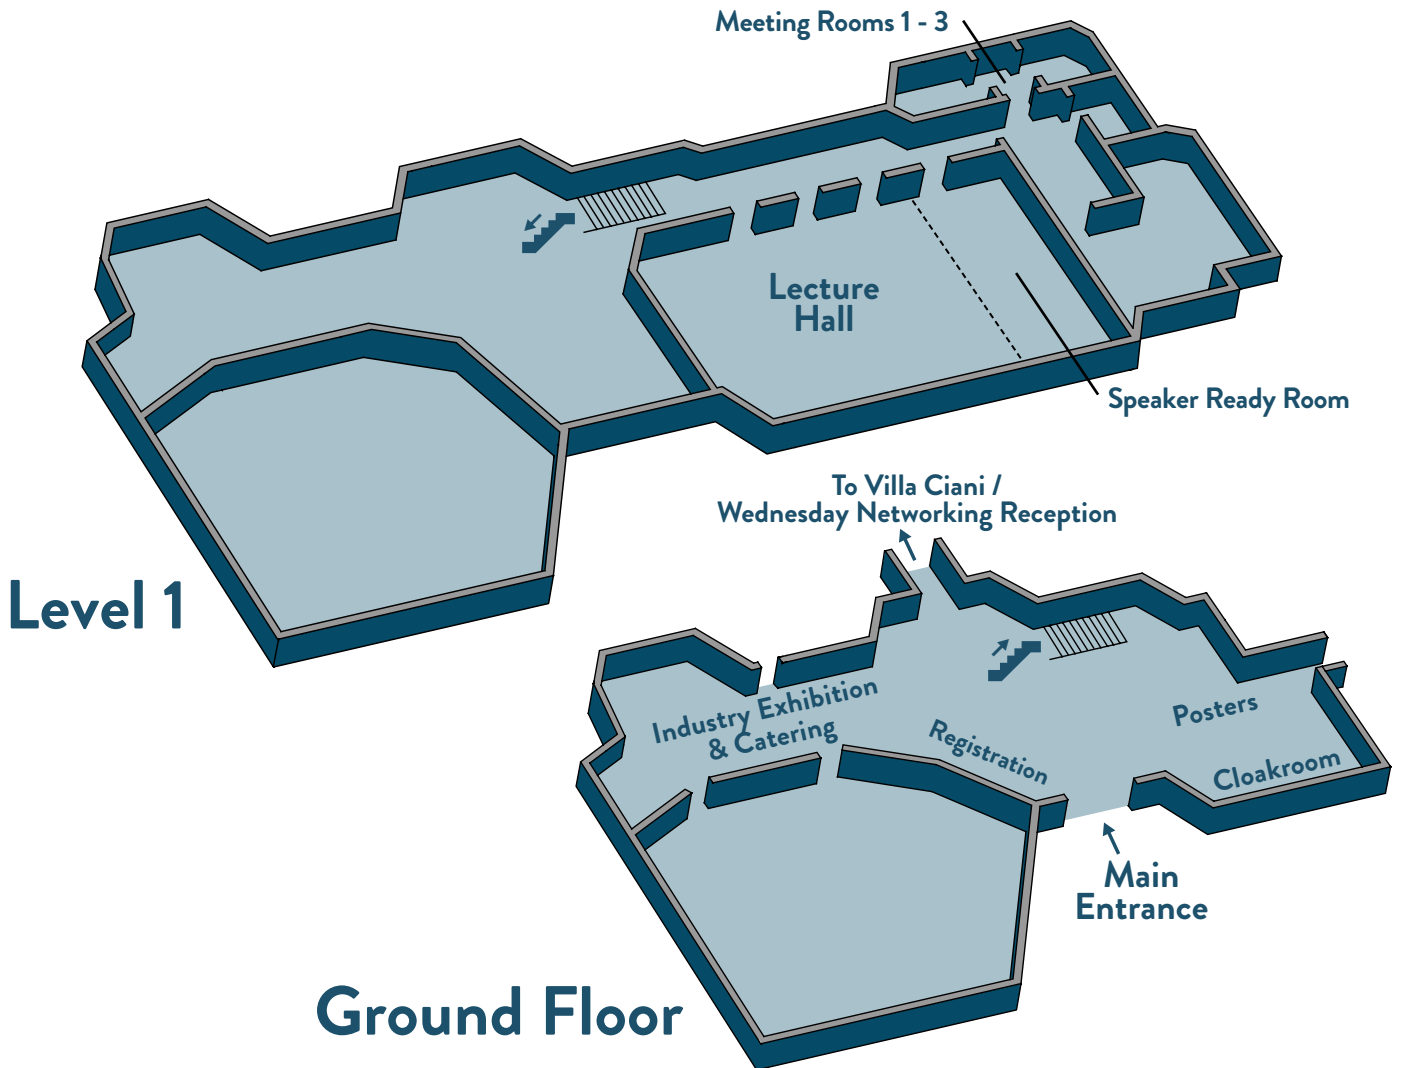 Meeting Rooms 1 - 3
Lecture
Hall
Speaker Ready Room
Level 1
To Villa Ciani /
Wednesday Networking Reception
Industry Exhibition
& Catering
Registration
Posters
Cloakroom
Main
Entrance
Ground Floor